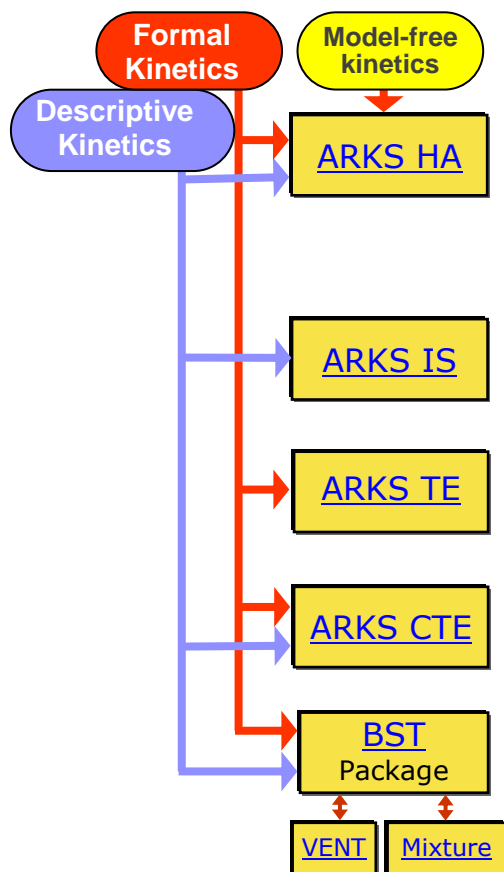 Formal
Kinetics
Model-free
kinetics
Descriptive
Kinetics
ARKS HA
ARKS IS
ARKS TE
ARKS CTE
BST
Package
VENT
Mixture